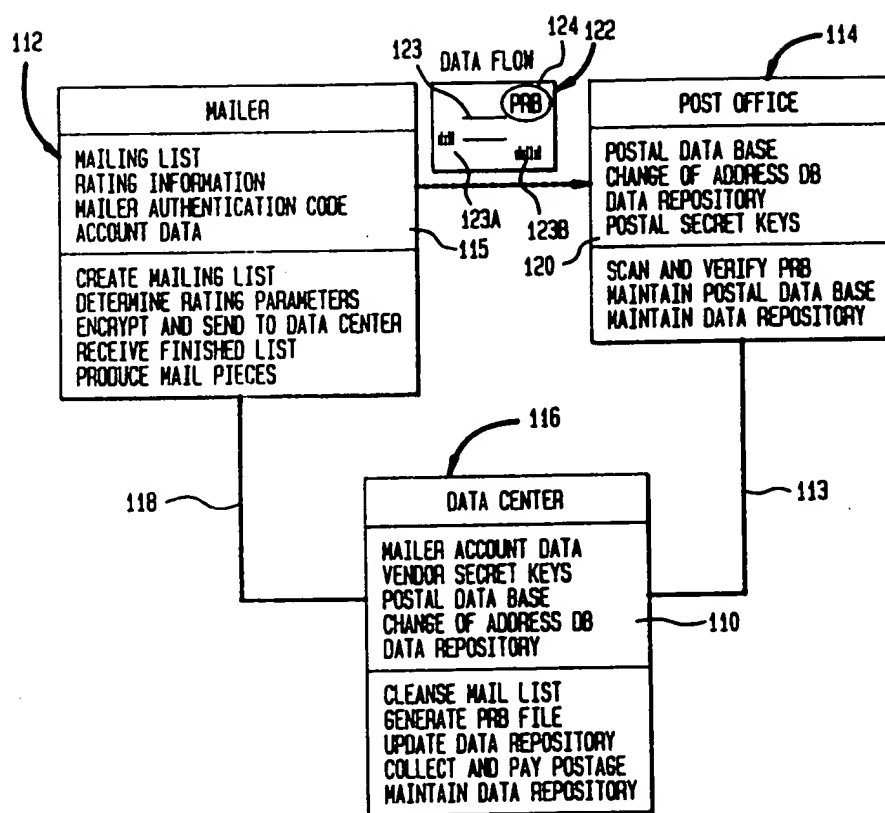 124
123
122
112
114
DATA FLOW
PRB
MAILER
MAILING LIST
RATING INFORMATION
MAILER AUTHENTICATION CODE
ACCOUNT DATA
115
CREATE MAILING LIST
DETERMINE RATING PARAMETERS
ENCRYPT AND SEND TO DATA CENTER
RECEIVE FINISHED LIST
PRODUCE MAIL PIECES
123A
123B
POST OFFICE
POSTAL DATA BASE
CHANGE OF ADDRESS DB
DATA REPOSITORY
POSTAL SECRET KEYS
120
SCAN AND VERIFY PRB
MAINTAIN POSTAL DATA BASE
MAINTAIN DATA REPOSITORY
116
118
113
DATA CENTER
MAILER ACCOUNT DATA
VENDOR SECRET KEYS
POSTAL DATA BASE
CHANGE OF ADDRESS DB
DATA REPOSITORY
110
CLEANSE MAIL LIST
GENERATE PRB FILE
UPDATE DATA REPOSITORY
COLLECT AND PAY POSTAGE
MAINTAIN DATA REPOSITORY